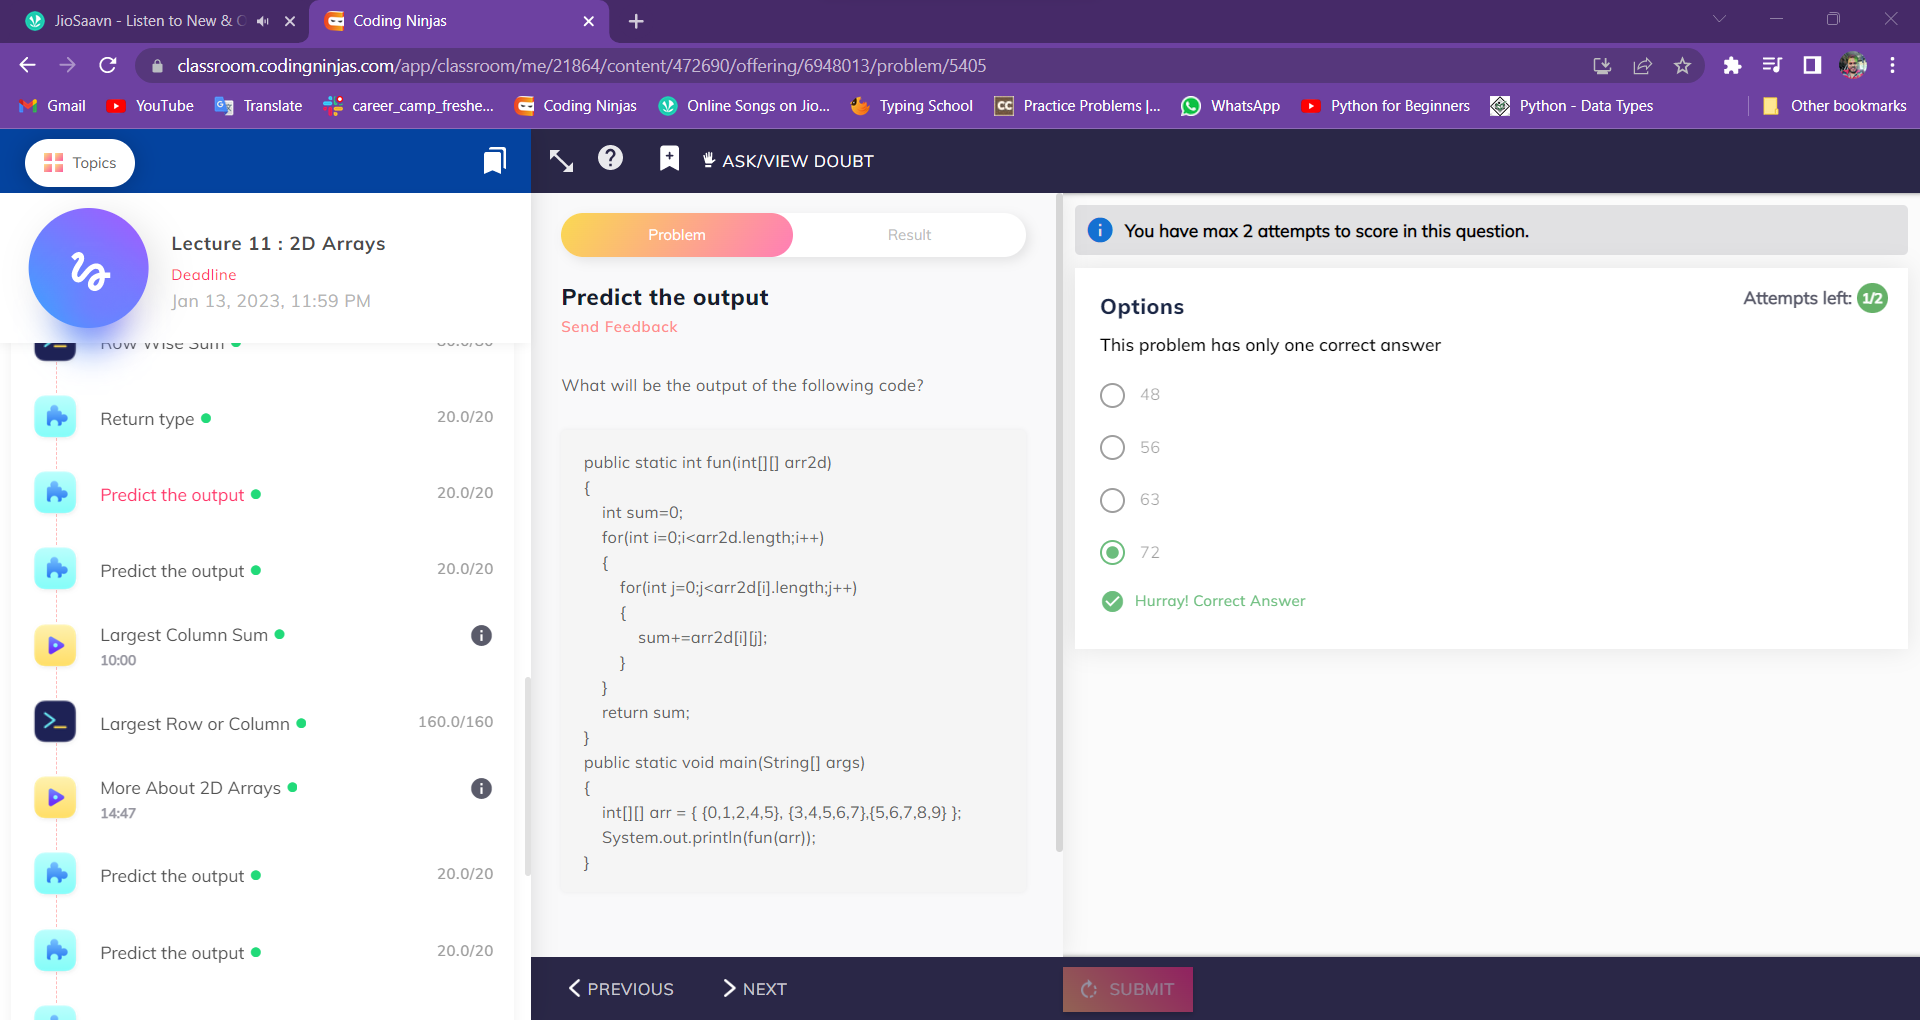 JioSaavn - Listen to New &
Coding Ninjas
classroom.codingninjas.com/app/classroom/me/21864/content/472690/offering/6948013/problem/5405
Gmail
YouTube
Translate
career_camp_freshe...
Coding Ninjas
Online Songs on Jio...
Typing School
CC
Practice Problems |...
WhatsApp
Python for Beginners
Python - Data Types
Other bookmarks
Topics
ASK/VIEW DOUBT
Lecture 11 : 2D Arrays
Deadline
Jan 13, 2023, 11:59 PM
Row Wise Sum
80.0/80
Return type
20.0/20
Predict the output
20.0/20
Predict the output
20.0/20
Largest Column Sum
10:00
Largest Row or Column
160.0/160
More About 2D Arrays
14:47
Predict the output
20.0/20
Predict the output
20.0/20
Problem
Result
Predict the output
Send Feedback
What will be the output of the following code?
public static int fun(int[][] arr2d)
{
int sum=0;
for(int i=0;i<arr2d.length;i++)
{
for(int j=0;j<arr2d[i].length;j++)
{
sum+=arr2d[i][j];
}
}
return sum;
}
public static void main(String[] args)
{
int[][] arr = { {0,1,2,4,5}, {3,4,5,6,7},{5,6,7,8,9} };
System.out.println(fun(arr));
}
PREVIOUS
NEXT
You have max 2 attempts to score in this question.
Options
Attempts left: 1/2
This problem has only one correct answer
48
56
63
72
Hurray! Correct Answer
SUBMIT